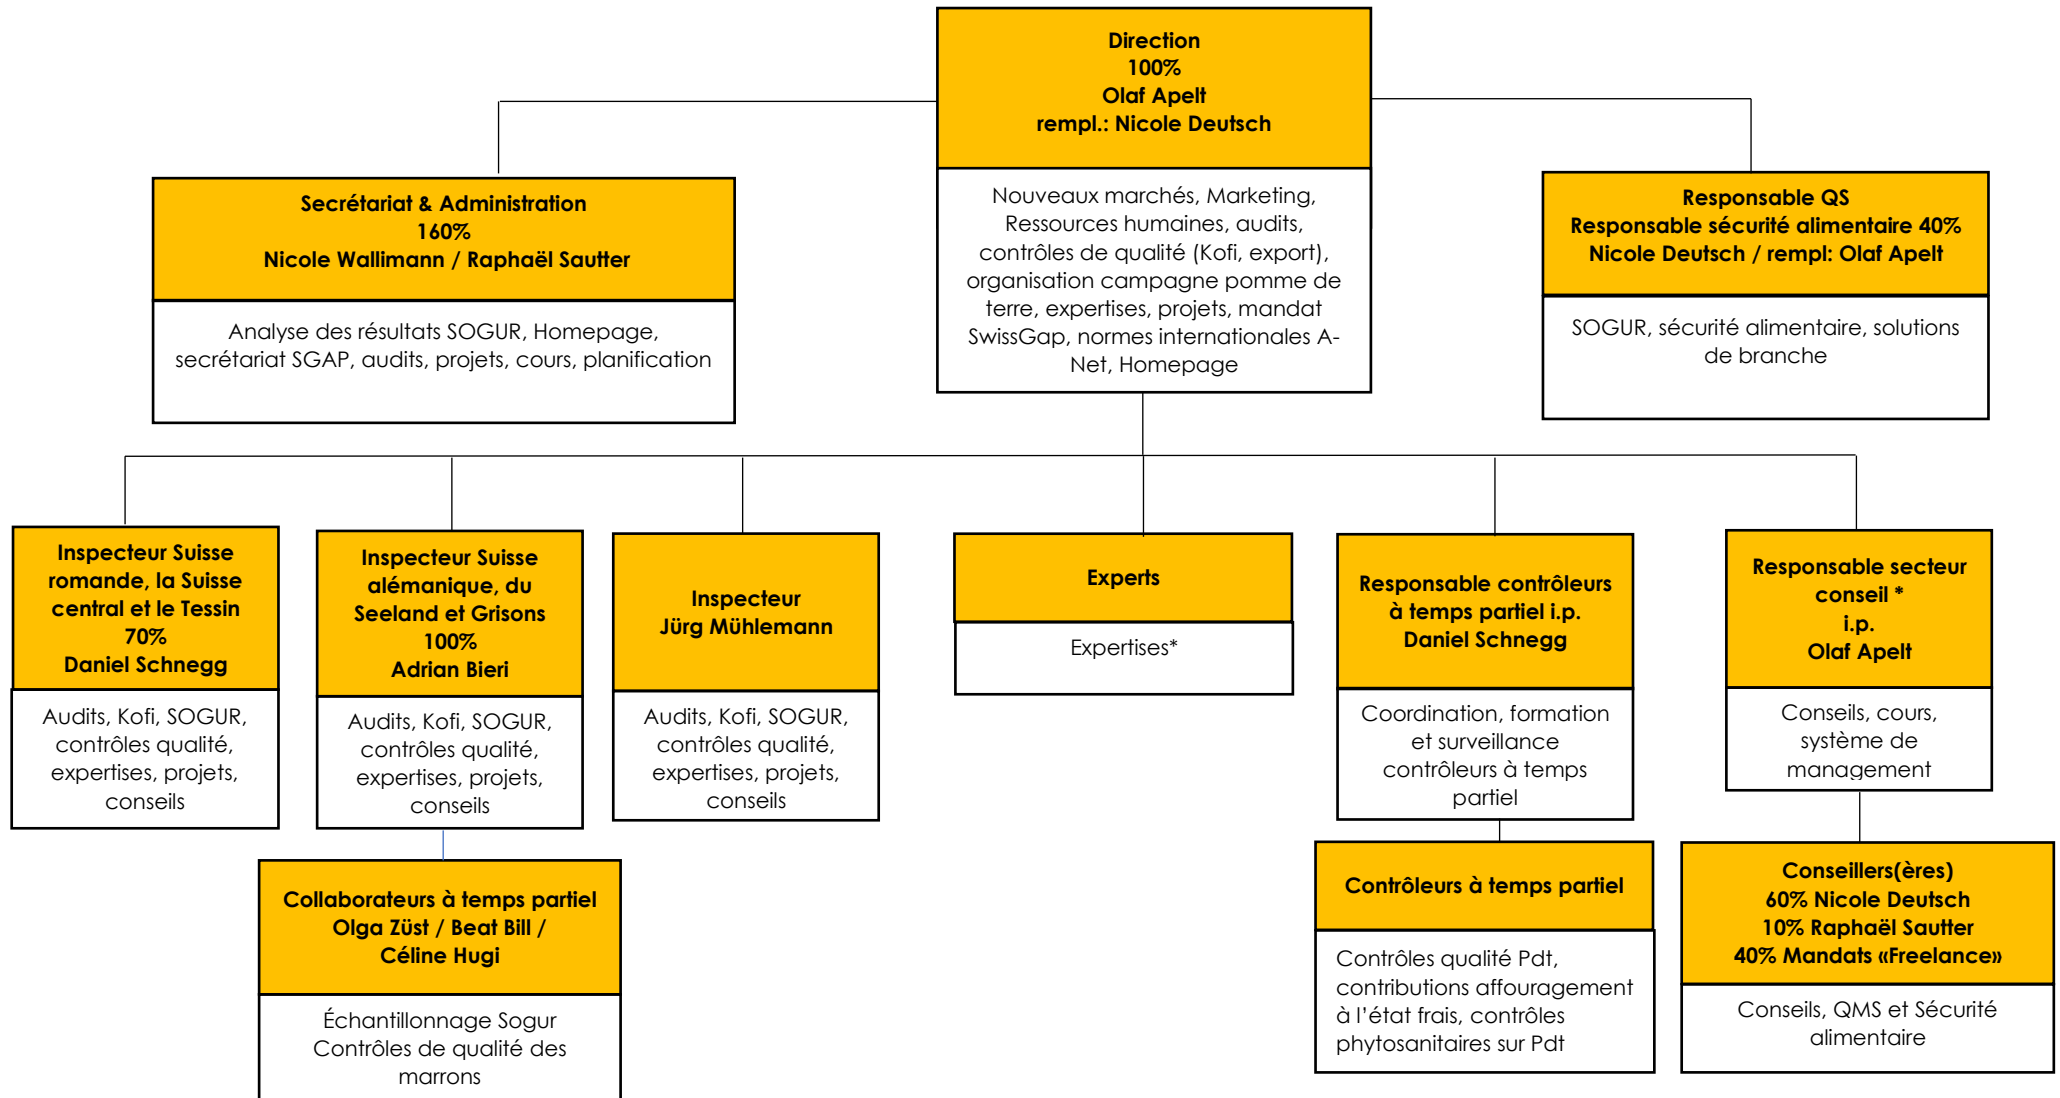 Direction
100%
Olaf Apelt
rempl.: Nicole Deutsch
Nouveaux marchés, Marketing,
Ressources humaines, audits,
contrôles de qualité (Kofi, export),
organisation campagne pomme de
terre, expertises, projets, mandat
SwissGap, normes internationales A-
Net, Homepage
Secrétariat & Administration
160%
Nicole Wallimann / Raphaël Sautter
Analyse des résultats SOGUR, Homepage,
secrétariat SGAP, audits, projets, cours, planification
Responsable QS
Responsable sécurité alimentaire 40%
Nicole Deutsch / rempl: Olaf Apelt
SOGUR, sécurité alimentaire, solutions
de branche
Inspecteur Suisse
romande, la Suisse
central et le Tessin
70%
Daniel Schnegg
Audits, Kofi, SOGUR,
contrôles qualité,
expertises, projets,
conseils
Inspecteur Suisse
alémanique, du
Seeland et Grisons
100%
Adrian Bieri
Audits, Kofi, SOGUR,
contrôles qualité,
expertises, projets,
conseils
Inspecteur
Jürg Mühlemann
Audits, Kofi, SOGUR,
contrôles qualité,
expertises, projets,
conseils
Experts
Expertises*
Responsable contrôleurs
à temps partiel i.p.
Daniel Schnegg
Coordination, formation
et surveillance
contrôleurs à temps
partiel
Responsable secteur
conseil *
i.p.
Olaf Apelt
Conseils, cours,
système de
management
Collaborateurs à temps partiel
Olga Züst / Beat Bill /
Céline Hugi
Échantillonnage Sogur
Contrôles de qualité des
marrons
Contrôleurs à temps partiel
Contrôles qualité Pdt,
contributions affouragement
à l’état frais, contrôles
phytosanitaires sur Pdt
Conseillers(ères)
60% Nicole Deutsch
10% Raphaël Sautter
40% Mandats «Freelance»
Conseils, QMS et Sécurité
alimentaire